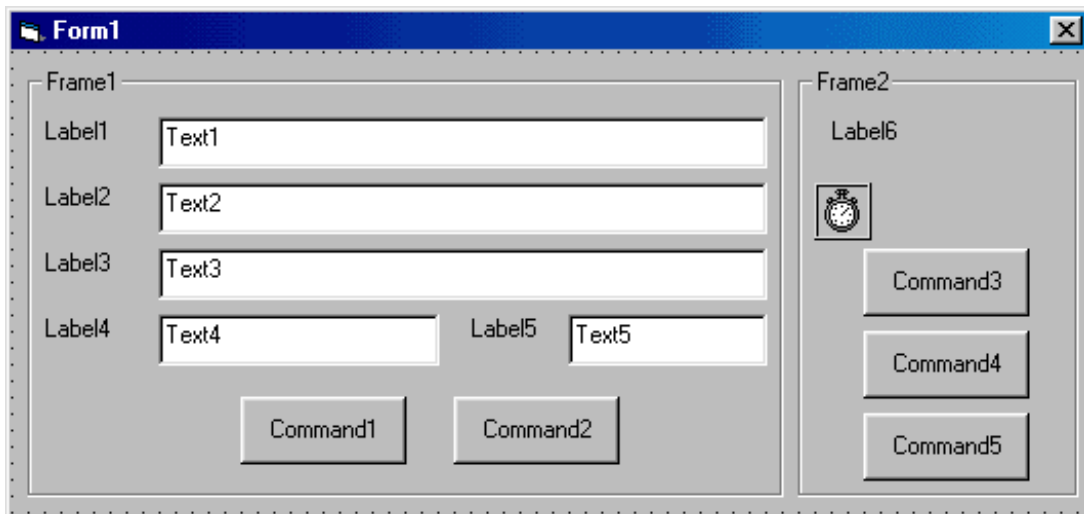 Form1
Frame1
Label1 Text1
Label2 Text2
Label3 Text3
Label4 Text4 Label5 Text5
Command1 Command2
Frame2
Label6
Command3
Command4
Command5